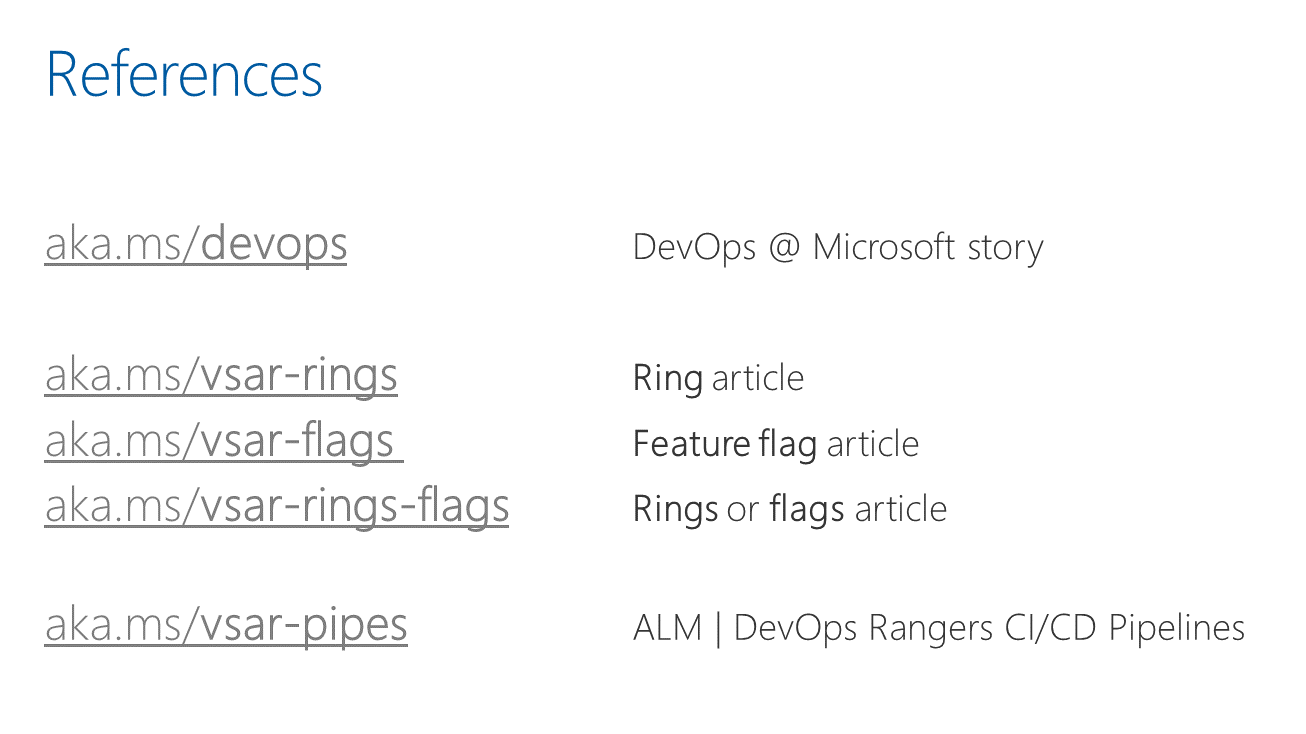 References
aka.ms/devops DevOps @ Microsoft story
aka.ms/vsar-rings Ring article
aka.ms/vsar-flags Feature flag article
aka.ms/vsar-rings-flags Rings or flags article
aka.ms/vsar-pipes ALM | DevOps Rangers CI/CD Pipelines